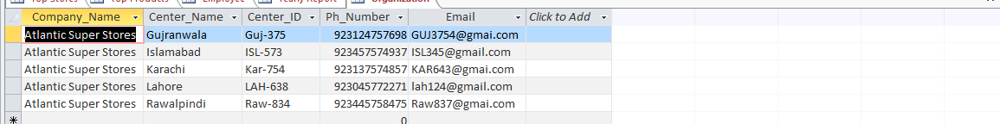 Top Stores Top Products Employee Yearly Report Organization
Company_Name Center_Name Center_ID Ph_Number Email Click to Add
Atlantic Super Stores Gujranwala Guj-375 923124757698 GUJ3754@gmai.com
Atlantic Super Stores Islamabad ISL-573 923457574937 ISL345@gmail.com
Atlantic Super Stores Karachi Kar-754 923137574857 KAR643@gmai.com
Atlantic Super Stores Lahore LAH-638 923045772271 lah124@gmail.com
Atlantic Super Stores Rawalpindi Raw-834 923445758475 Raw837@gmai.com
0